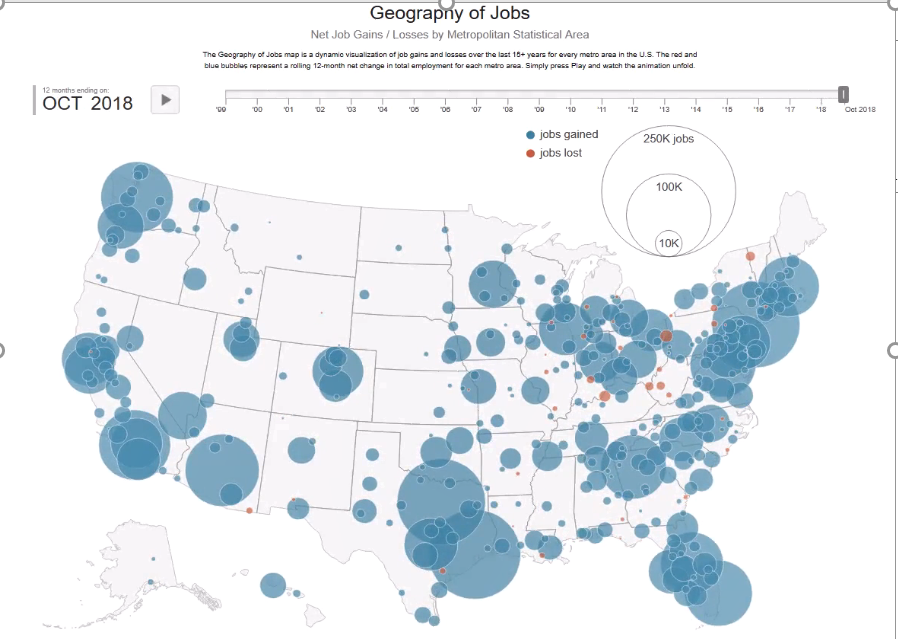 Geography of Jobs
Net Job Gains / Losses by Metropolitan Statistical Area
The Geography of Jobs map is a dynamic visualization of job gains and losses over the last 15+ years for every metro area in the U.S. The red and
blue bubbles represent a rolling 12-month net change in total employment for each metro area. Simply press Play and watch the animation unfold.
12 months ending on:
OCT 2018
'99 '00 '01 '02 '03 '04 '05 '06 '07 '08 '09 '10 '11 '12 '13 '14 '15 '16 '17 '18 Oct 2018
jobs gained
jobs lost
250K jobs
100K
10K